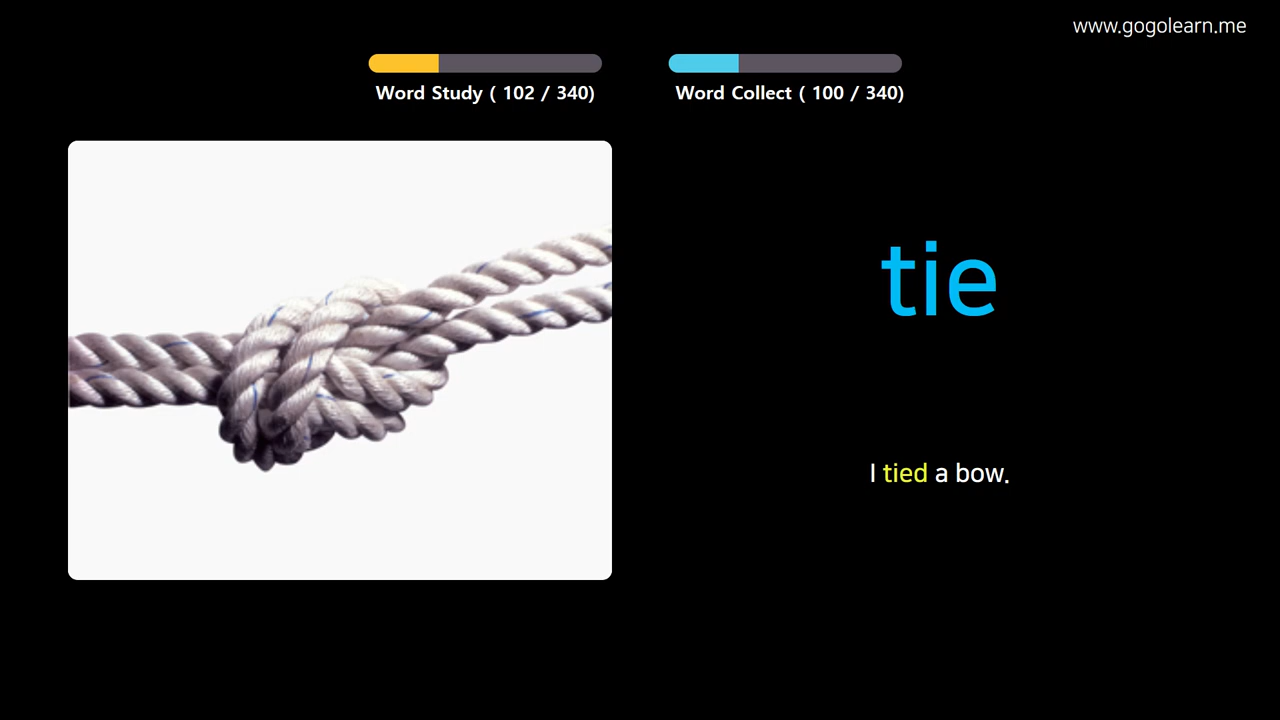 www.gogolearn.me
Word Study ( 102 / 340)
Word Collect ( 100 / 340)
tie
I tied a bow.